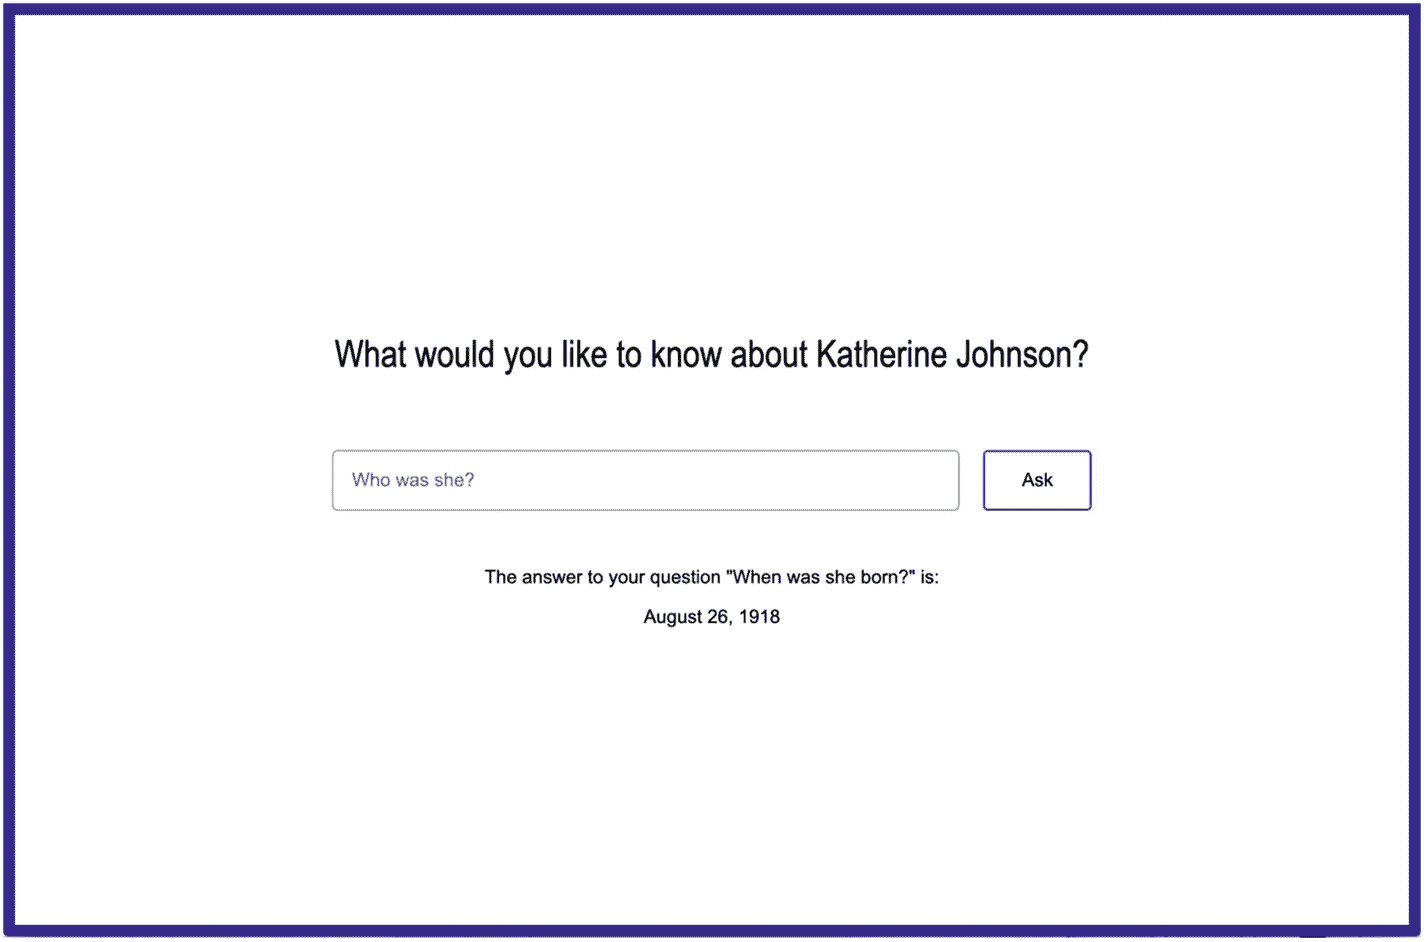 What would you like to know about Katherine Johnson?
Who was she?
Ask
The answer to your question "When was she born?" is:
August 26, 1918